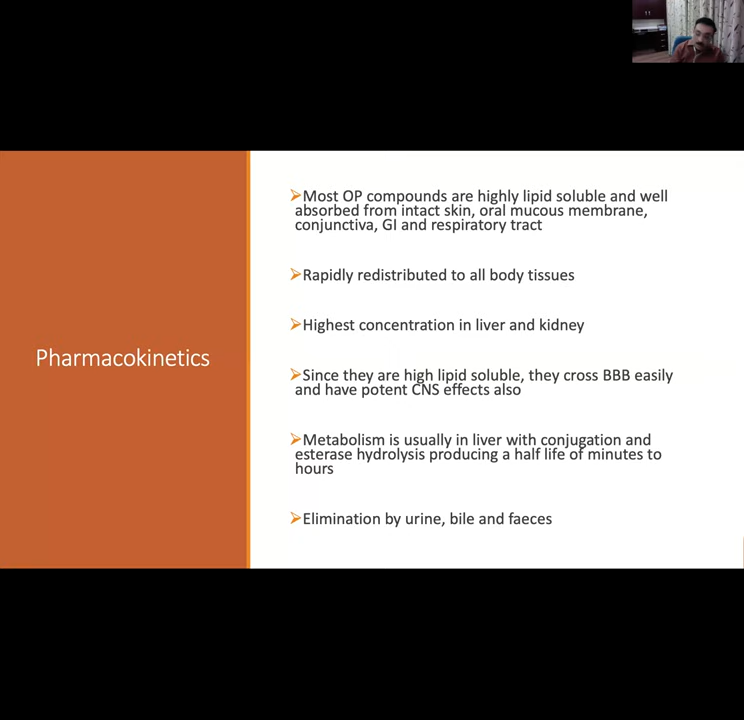 Pharmacokinetics
➢Most OP compounds are highly lipid soluble and well
absorbed from intact skin, oral mucous membrane,
conjunctiva, GI and respiratory tract
➢Rapidly redistributed to all body tissues
➢Highest concentration in liver and kidney
➢Since they are high lipid soluble, they cross BBB easily
and have potent CNS effects also
➢Metabolism is usually in liver with conjugation and
esterase hydrolysis producing a half life of minutes to
hours
➢Elimination by urine, bile and faeces